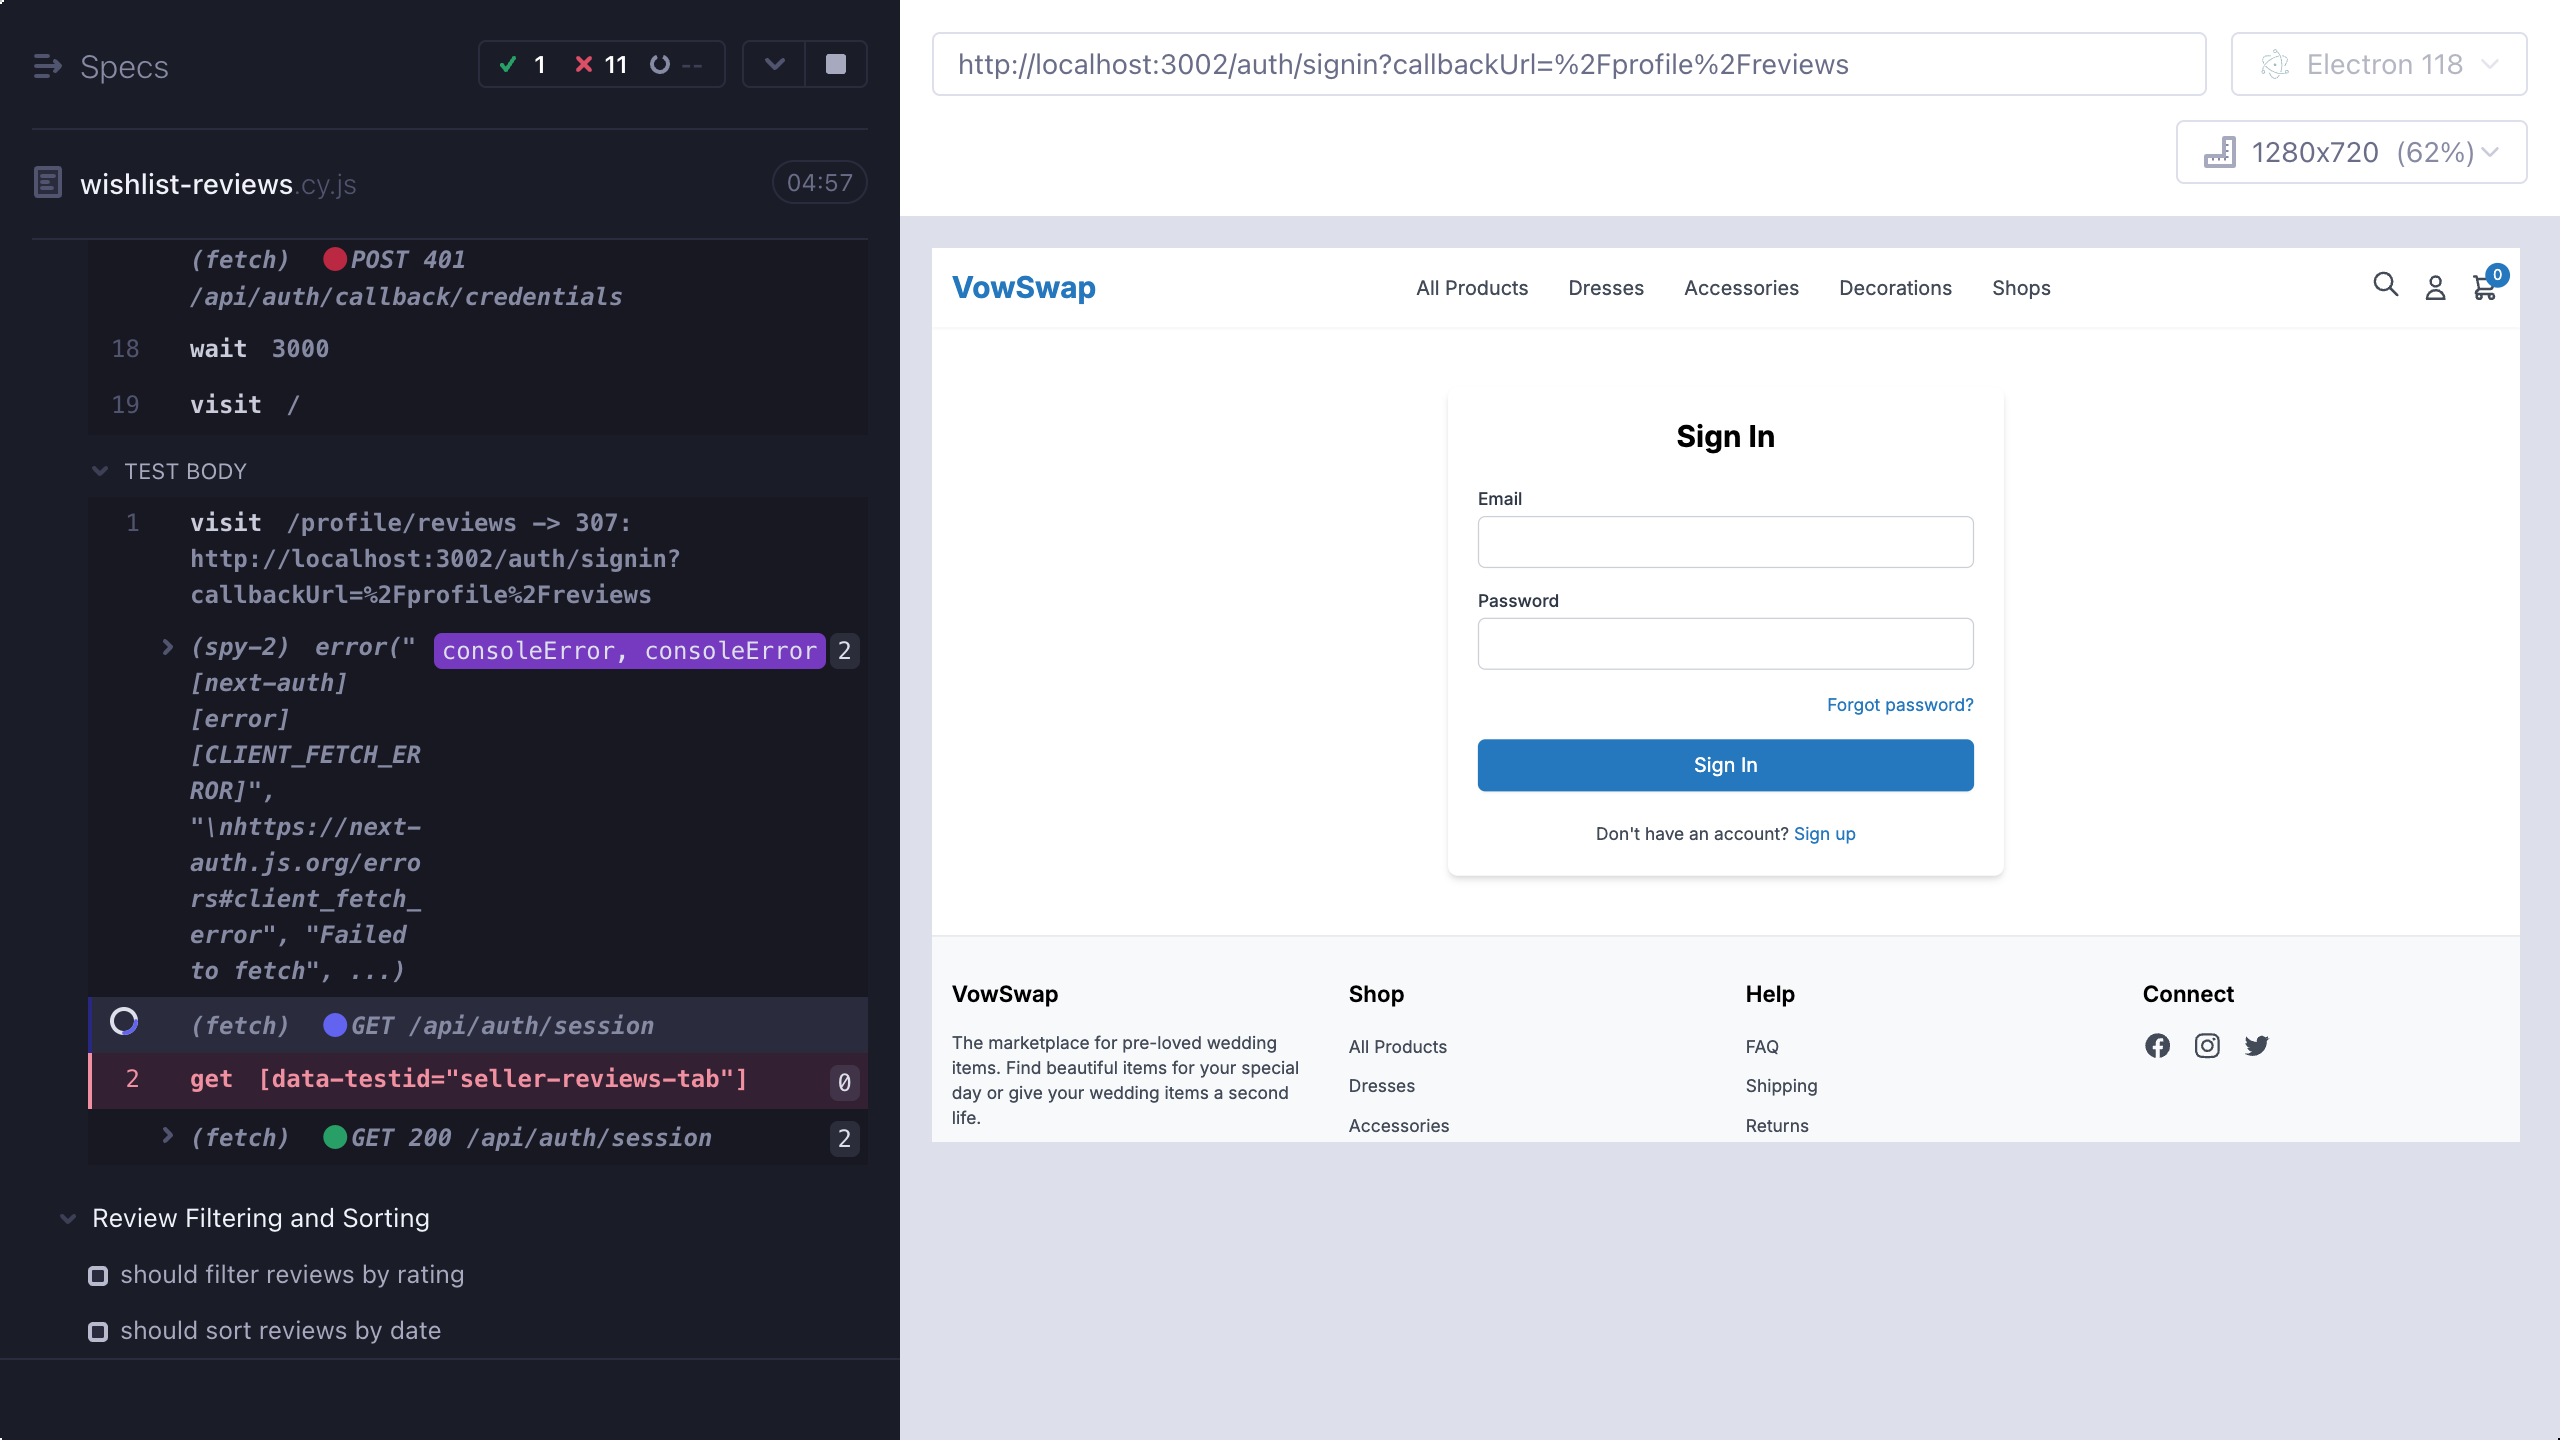 Specs
1 11 --
wishlist-reviews.cy.js 04:57
(fetch) POST 401
/api/auth/callback/credentials
18 wait 3000
19 visit /
TEST BODY
1 visit /profile/reviews -> 307:
http://localhost:3002/auth/signin?
callbackUrl=%2Fprofile%2Freviews
(spy-2) error(" consoleError, consoleError 2
[next-auth]
[error]
[CLIENT_FETCH_ER
ROR]",
"\nhttps://next-
auth.js.org/erro
rs#client_fetch_
error", "Failed
to fetch", ...)
(fetch) GET /api/auth/session
2 get [data-testid="seller-reviews-tab"] 0
(fetch) GET 200 /api/auth/session 2
Review Filtering and Sorting
should filter reviews by rating
should sort reviews by date
http://localhost:3002/auth/signin?callbackUrl=%2Fprofile%2Freviews
Electron 118
1280x720 (62%)
VowSwap
All Products Dresses Accessories Decorations Shops
0
Sign In
Email
Password
Forgot password?
Sign In
Don't have an account? Sign up
VowSwap
The marketplace for pre-loved wedding
items. Find beautiful items for your special
day or give your wedding items a second
life.
Shop
All Products
Dresses
Accessories
Help
FAQ
Shipping
Returns
Connect